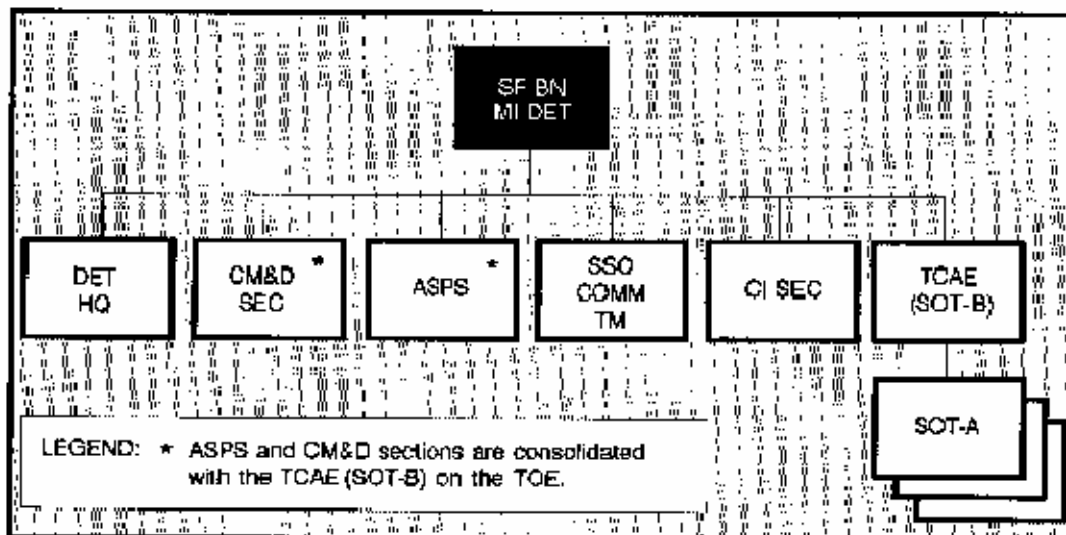 SF BN
MI DET
DET
HQ
CM&D *
SEC
ASPS *
SSO
COMM
TM
CI SEC
TCAE
(SOT-B)
SOT-A
LEGEND: * ASPS and CM&D sections are consolidated
with the TCAE (SOT-B) on the TOE.